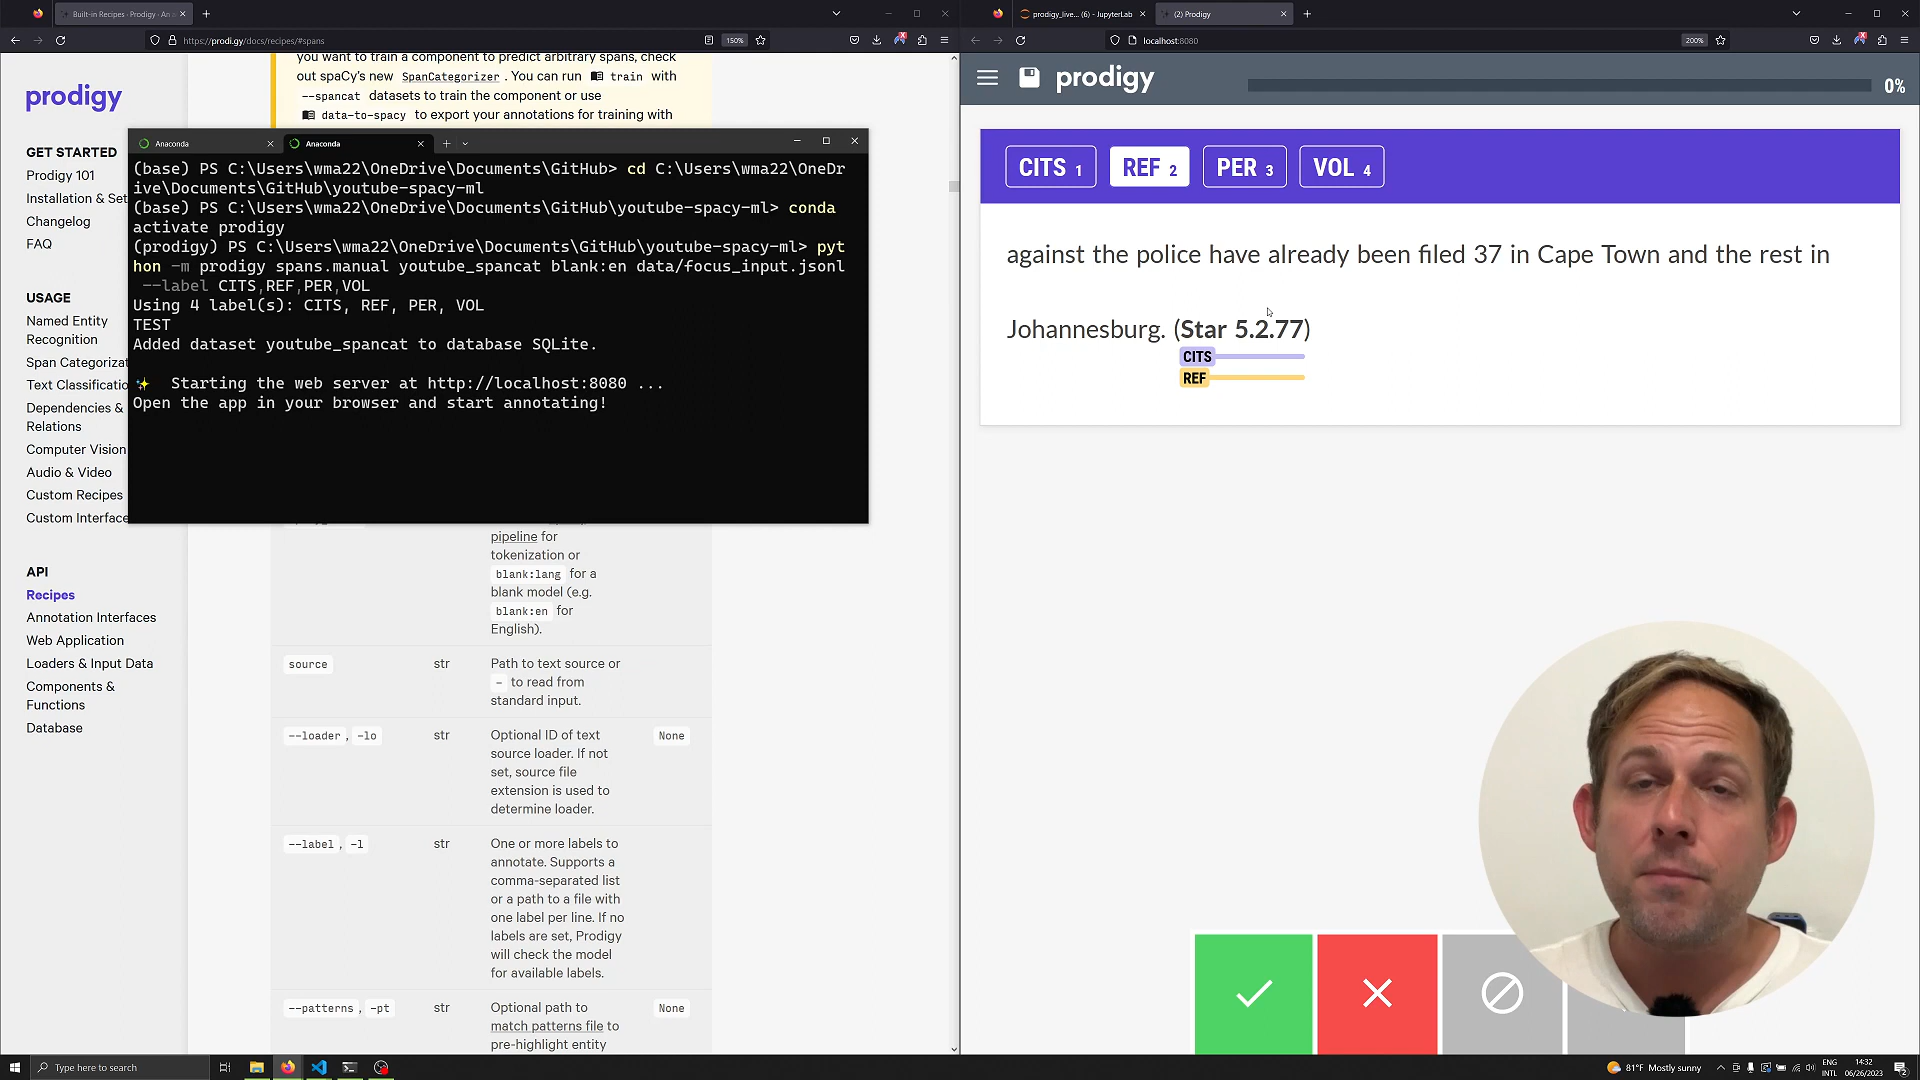 Built-in Recipes · Prodigy · An
https://prodi.gy/docs/recipes/#spans
150%
prodigy_live... (6) - JupyterLab
(2) Prodigy
localhost:8080
200%
prodigy
GET STARTED
Prodigy 101
Installation & Set
Changelog
FAQ
USAGE
Named Entity
Recognition
Span Categorizat
Text Classificatio
Dependencies &
Relations
Computer Vision
Audio & Video
Custom Recipes
Custom Interface
API
Recipes
Annotation Interfaces
Web Application
Loaders & Input Data
Components &
Functions
Database
you want to train a component to predict arbitrary spans, check
out spaCy's new SpanCategorizer. You can run train with
--spancat datasets to train the component or use
data-to-spacy to export your annotations for training with
Anaconda
Anaconda
(base) PS C:\Users\wma22\OneDrive\Documents\GitHub> cd C:\Users\wma22\OneDr
ive\Documents\GitHub\youtube-spacy-ml
(base) PS C:\Users\wma22\OneDrive\Documents\GitHub\youtube-spacy-ml> conda
activate prodigy
(prodigy) PS C:\Users\wma22\OneDrive\Documents\GitHub\youtube-spacy-ml> pyt
hon -m prodigy spans.manual youtube_spancat blank:en data/focus_input.jsonl
--label CITS,REF,PER,VOL
Using 4 label(s): CITS, REF, PER, VOL
TEST
Added dataset youtube_spancat to database SQLite.
Starting the web server at http://localhost:8080 ...
Open the app in your browser and start annotating!
pipeline for
tokenization or
blank:lang for a
blank model (e.g.
blank:en for
English).
source str Path to text source or
- to read from
standard input.
--loader, -lo str Optional ID of text None
source loader. If not
set, source file
extension is used to
determine loader.
--label, -l str One or more labels to
annotate. Supports a
comma-separated list
or a path to a file with
one label per line. If no
labels are set, Prodigy
will check the model
for available labels.
--patterns, -pt str Optional path to None
match patterns file to
pre-highlight entity
prodigy
0%
CITS 1 REF 2 PER 3 VOL 4
against the police have already been filed 37 in Cape Town and the rest in
Johannesburg. (Star 5.2.77)
CITS
REF
Type here to search
81°F Mostly sunny
ENG
INTL
14:32
06/26/2023
2